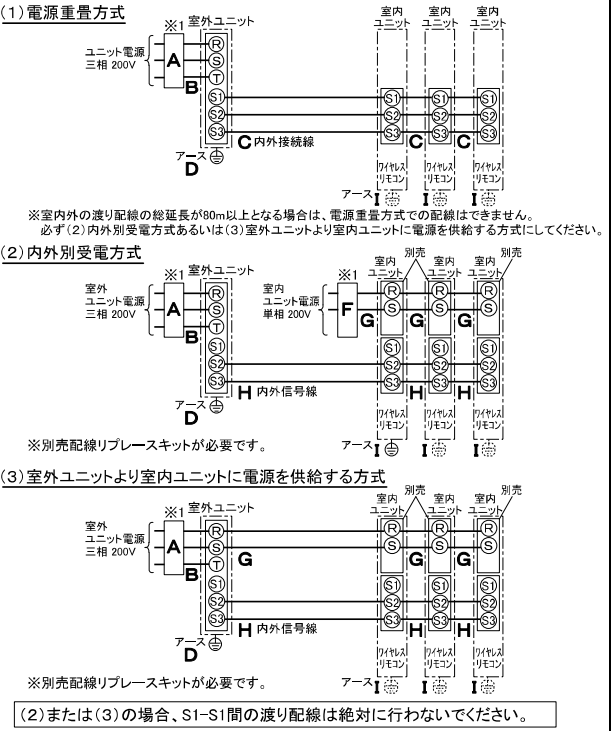 (1)電源重畳方式
※1 室外ユニット 室内ユニット 室内ユニット 室内ユニット
ユニット電源
三相 200V
A
B
R
S
T
S1 S1 S1 S1
S2 S2 S2 S2
S3 S3 S3 S3
C 内外接続線 C C
アース
D
ワイヤレスリモコン ワイヤレスリモコン ワイヤレスリモコン
アース I I I
※室内外の渡り配線の総延長が80m以上となる場合は、電源重畳方式での配線はできません。
必ず(2)内外別受電方式あるいは(3)室外ユニットより室内ユニットに電源を供給する方式にしてください。
(2)内外別受電方式
※1 室外ユニット ※1 室内ユニット 別売 室内ユニット 室内ユニット 別売
室外
ユニット電源
三相 200V
A
B
室内
ユニット電源
単相 200V
F
R R R R
S S S S
G G G
T
S1 S1 S1 S1
S2 S2 S2 S2
S3 S3 S3 S3
H 内外信号線 H H
アース
D
ワイヤレスリモコン ワイヤレスリモコン ワイヤレスリモコン
※別売配線リプレースキットが必要です。
アース I I I
(3)室外ユニットより室内ユニットに電源を供給する方式
※1 室外ユニット 室内ユニット 別売 室内ユニット 室内ユニット 別売
室外
ユニット電源
三相 200V
A
B
R R R R
S S S S
G G G
T
S1 S1 S1 S1
S2 S2 S2 S2
S3 S3 S3 S3
H 内外信号線 H H
アース
D
ワイヤレスリモコン ワイヤレスリモコン ワイヤレスリモコン
※別売配線リプレースキットが必要です。
アース I I I
(2)または(3)の場合、S1-S1間の渡り配線は絶対に行わないでください。